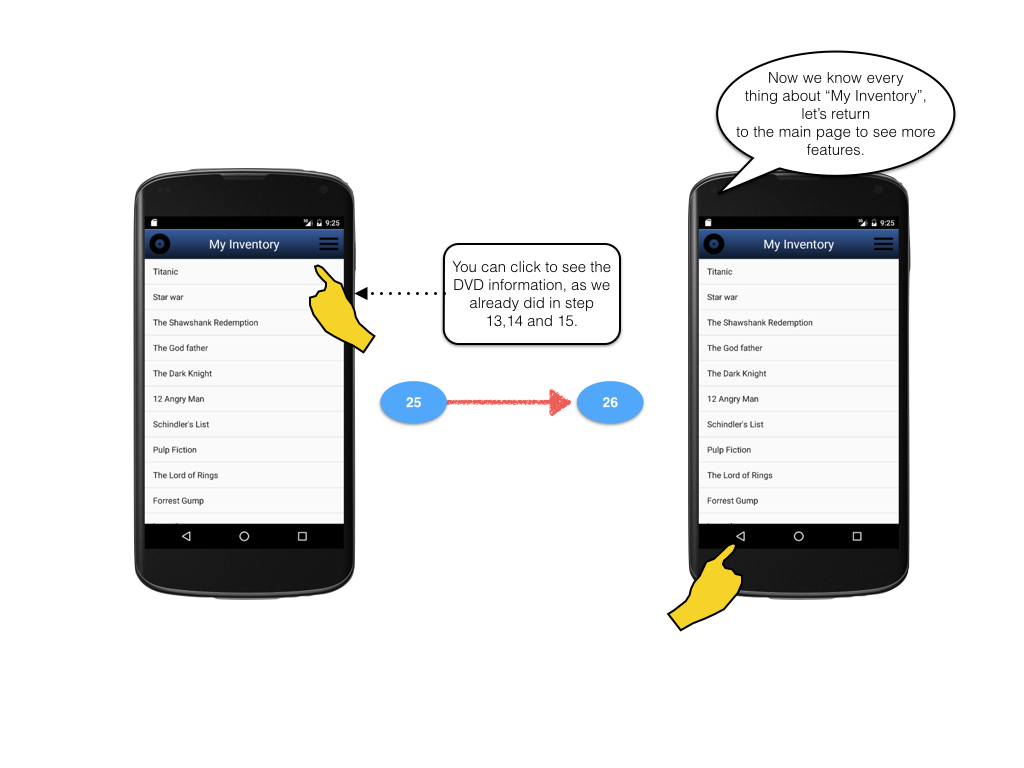 Now we know every
thing about “My Inventory”,
let’s return
to the main page to see more
features.
3G 9:25
My Inventory
Titanic
Star war
The Shawshank Redemption
The God father
The Dark Knight
12 Angry Man
Schindler's List
Pulp Fiction
The Lord of Rings
Forrest Gump
You can click to see the
DVD information, as we
already did in step
13,14 and 15.
25
26
3G 9:25
My Inventory
Titanic
Star war
The Shawshank Redemption
The God father
The Dark Knight
12 Angry Man
Schindler's List
Pulp Fiction
The Lord of Rings
Forrest Gump